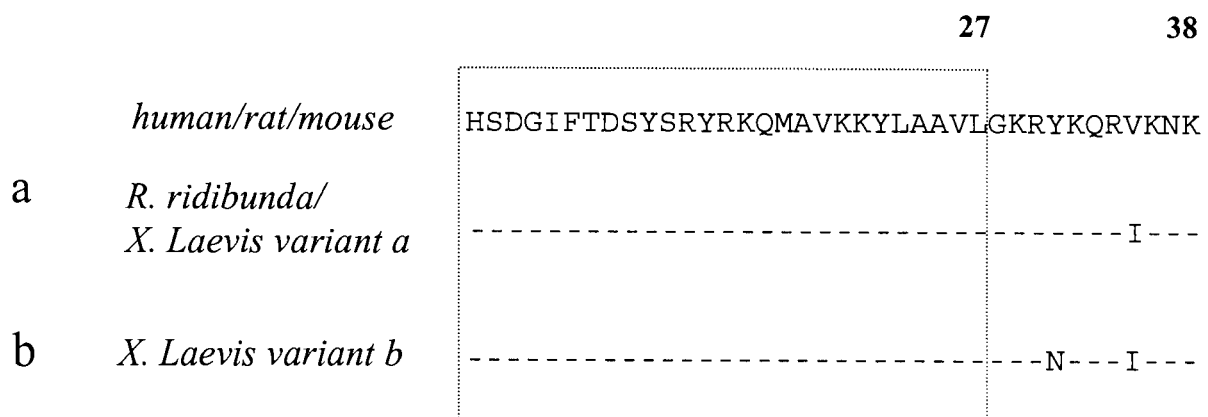 27 38
human/rat/mouse HSDGIFTDSYSRYRKQMAVKKYLAAVLGKRYKQRVKNK
a R. ridibunda/
X. Laevis variant a ----------------------------------I---
b X. Laevis variant b ------------------------------N---I---